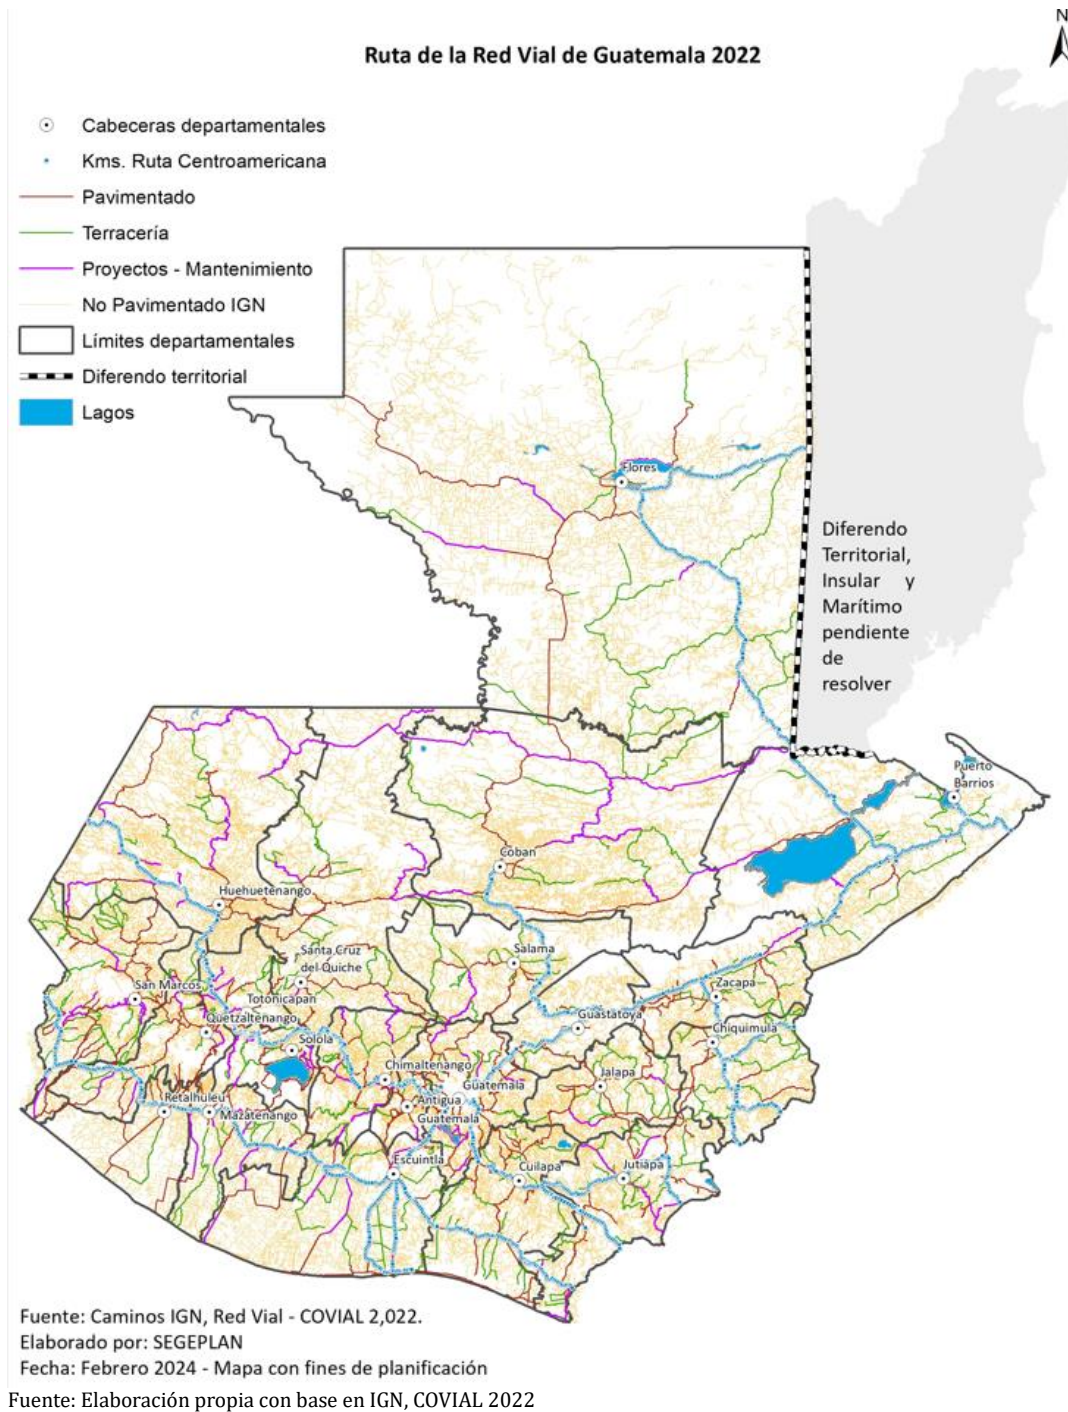 N
Ruta de la Red Vial de Guatemala 2022
Cabeceras departamentales
Kms. Ruta Centroamericana
Pavimentado
Terracería
Proyectos - Mantenimiento
No Pavimentado IGN
Límites departamentales
Diferendo territorial
Lagos
Flores
Diferendo
Territorial,
Insular y
Marítimo
pendiente
de
resolver
Puerto
Barrios
Coban
Huehuetenango
Salama
Santa Cruz
del Quiche
San Marcos
Totonicapan
Zacapa
Quetzaltenango
Guastatoya
Chiquimula
Solola
Chimaltenango
Guatemala
Jalapa
Retalhuleu
Mazatenango
Antigua
Guatemala
Escuintla
Cuilapa
Jutiapa
Fuente: Caminos IGN, Red Vial - COVIAL 2,022.
Elaborado por: SEGEPLAN
Fecha: Febrero 2024 - Mapa con fines de planificación
Fuente: Elaboración propia con base en IGN, COVIAL 2022